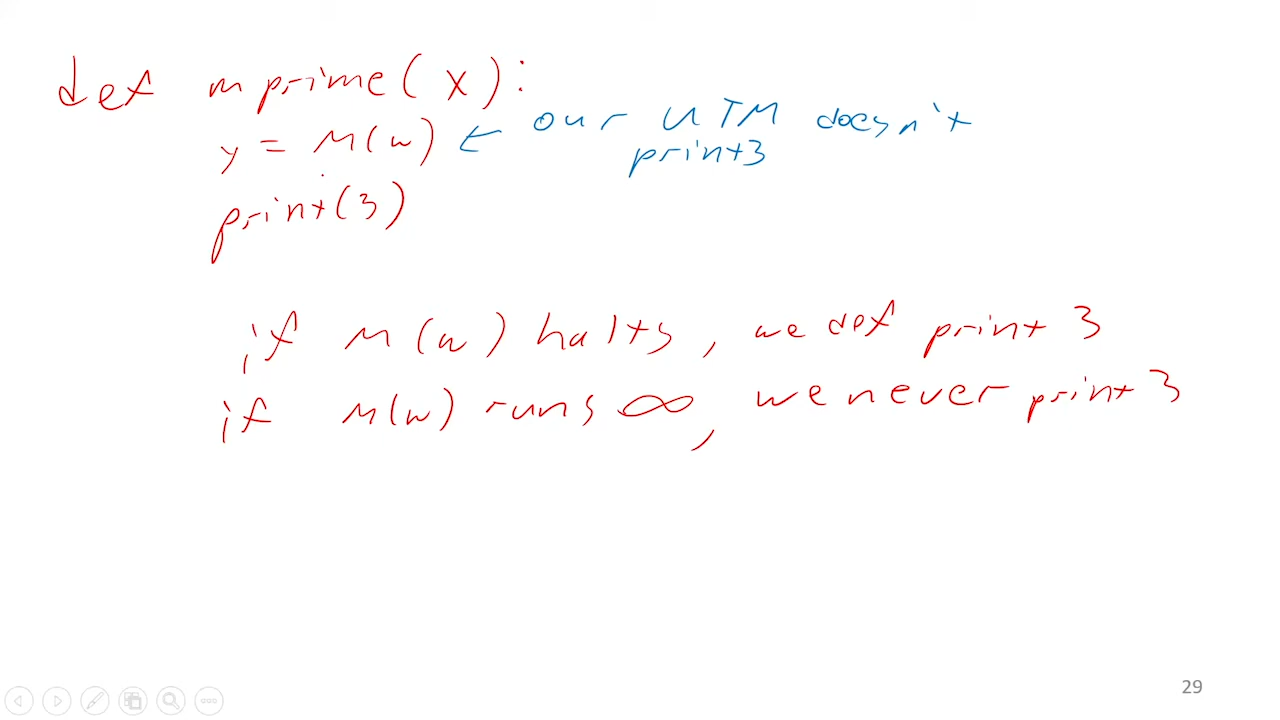 def mprime(x):
y = M(w) ← our UTM doesn't
print3
print(3)
if M(w) halts, we def print 3
if M(w) runs ∞, we never print 3
29